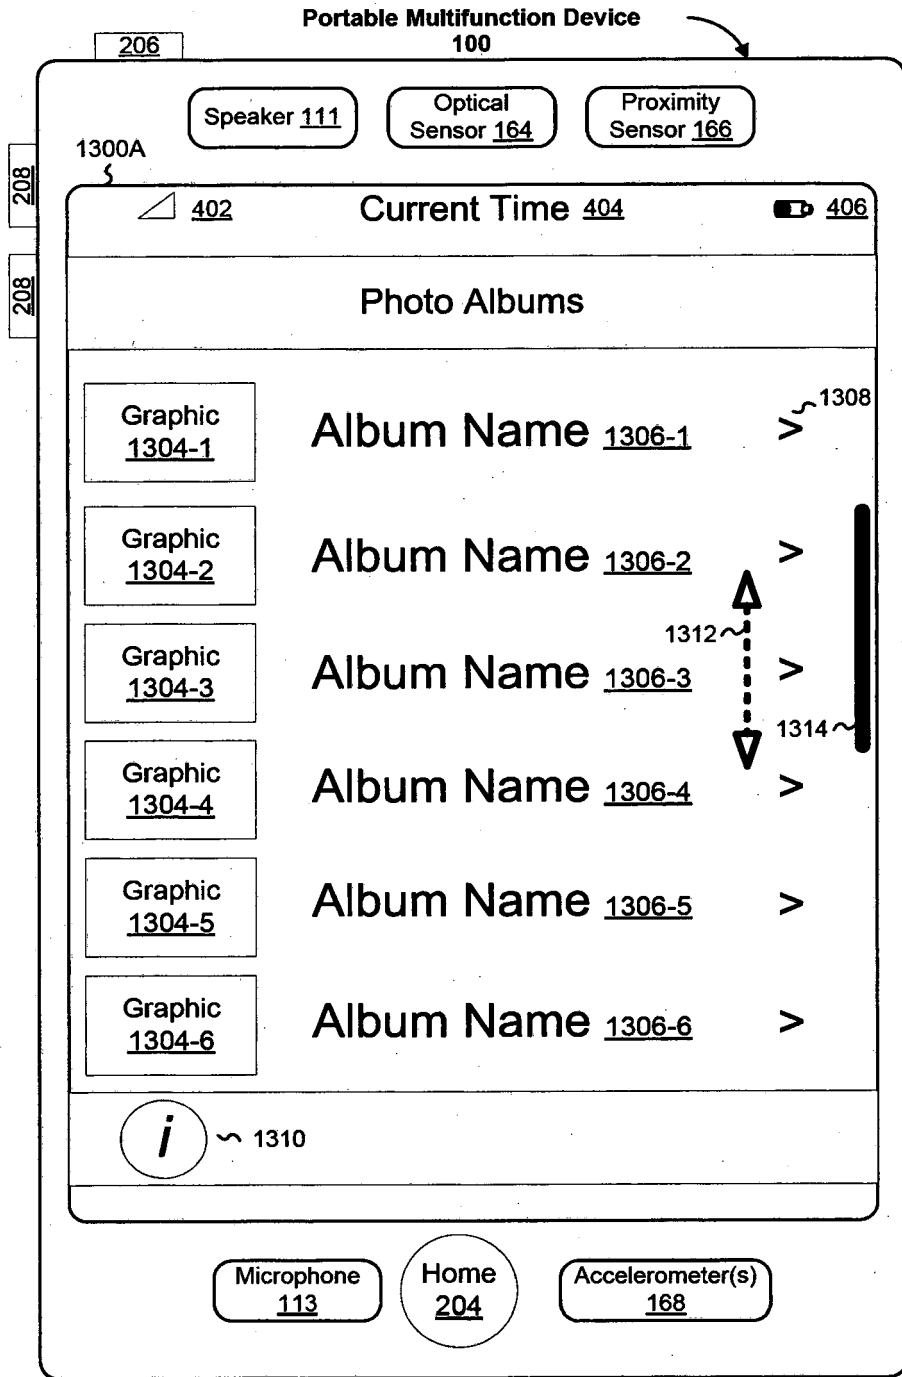 Portable Multifunction Device
100
206
Speaker 111
Optical
Sensor 164
Proximity
Sensor 166
1300A
208
208
402
Current Time 404
406
Photo Albums
Graphic
1304-1
Album Name 1306-1
>
1308
Graphic
1304-2
Album Name 1306-2
>
1312
Graphic
1304-3
Album Name 1306-3
>
1314
Graphic
1304-4
Album Name 1306-4
>
Graphic
1304-5
Album Name 1306-5
>
Graphic
1304-6
Album Name 1306-6
>
i
1310
Microphone
113
Home
204
Accelerometer(s)
168